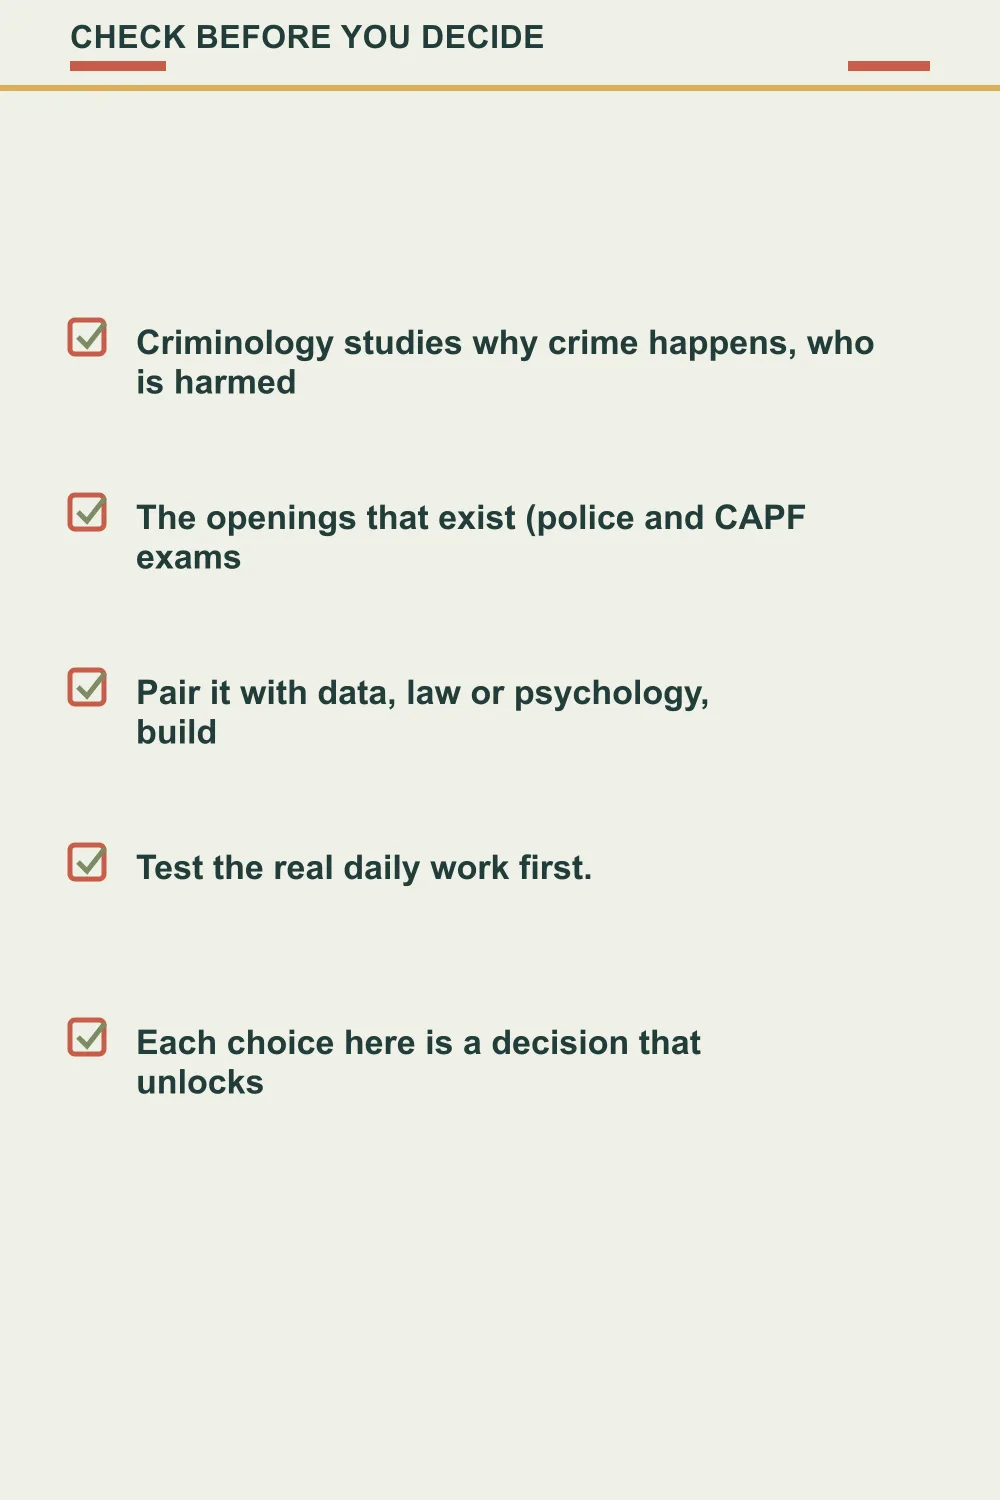 CHECK BEFORE YOU DECIDE
Criminology studies why crime happens, who
is harmed
The openings that exist (police and CAPF
exams
Pair it with data, law or psychology,
build
Test the real daily work first.
Each choice here is a decision that
unlocks